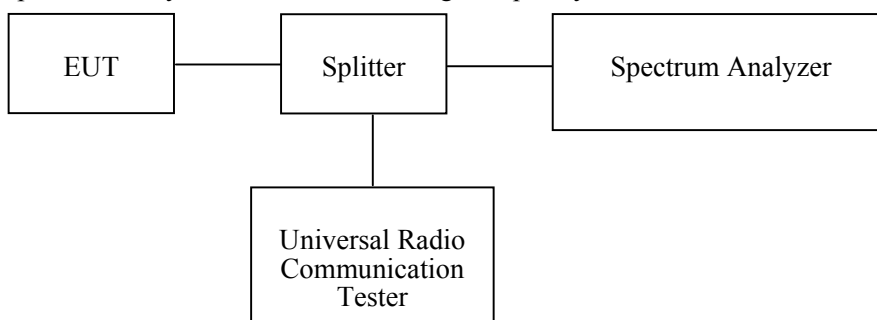 EUT
Splitter
Spectrum Analyzer
Universal Radio
Communication
Tester